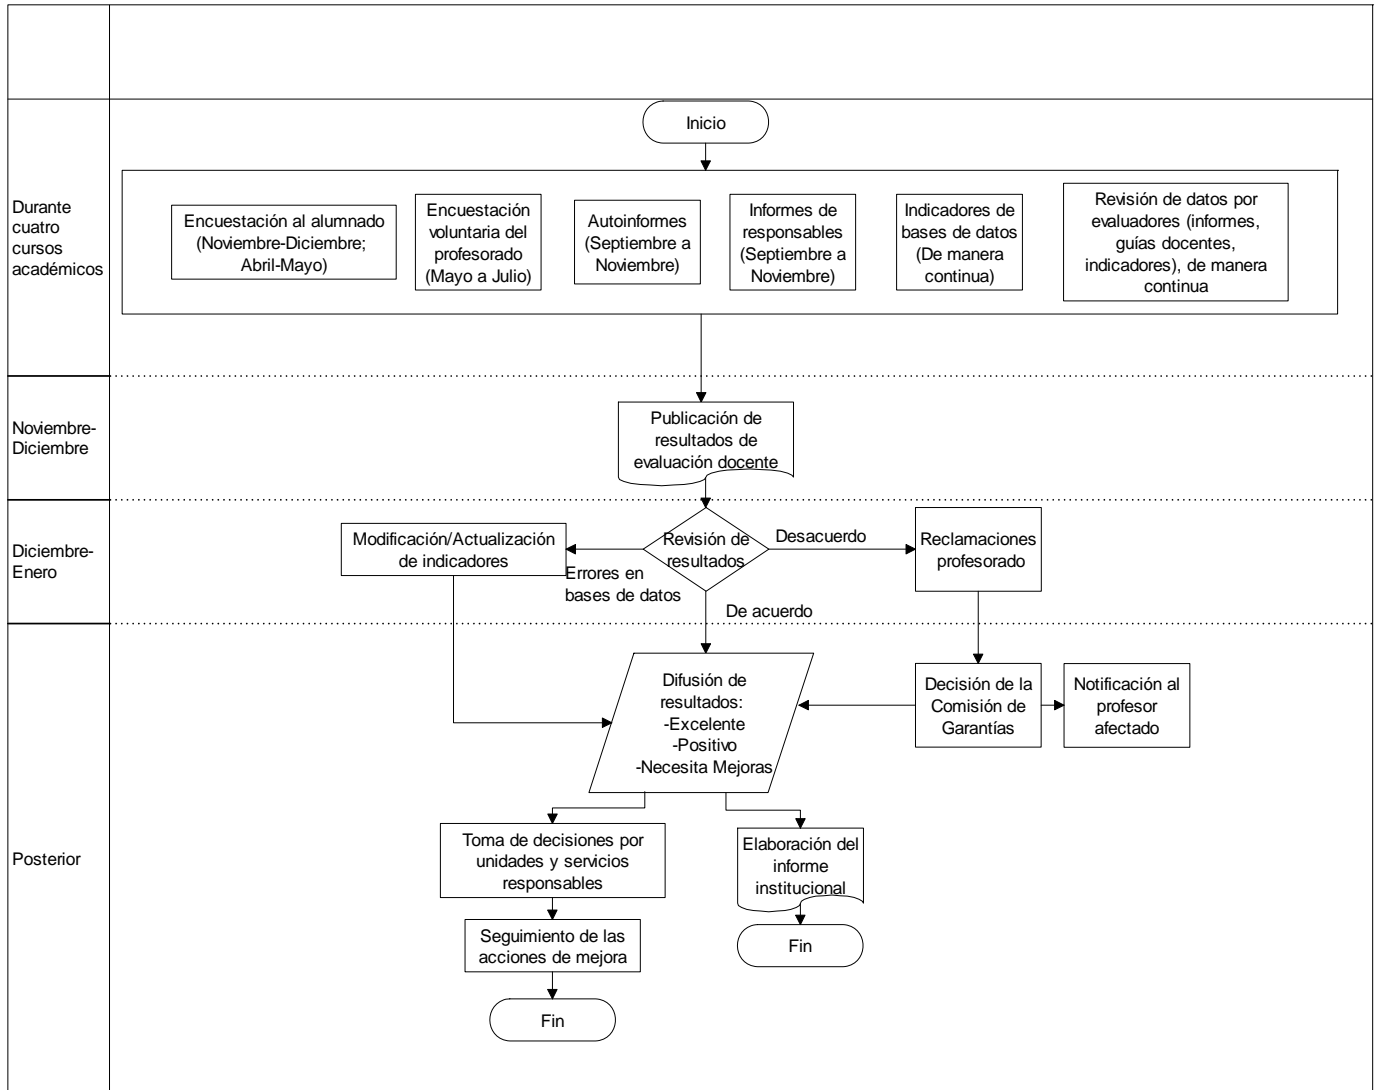 Inicio
Durante
cuatro
cursos
académicos
Encuestación al alumnado
(Noviembre-Diciembre;
Abril-Mayo)
Encuestación
voluntaria del
profesorado
(Mayo a Julio)
Autoinformes
(Septiembre a
Noviembre)
Informes de
responsables
(Septiembre a
Noviembre)
Indicadores de
bases de datos
(De manera
continua)
Revisión de datos por
evaluadores (informes,
guías docentes,
indicadores), de manera
continua
Noviembre-
Diciembre
Publicación de
resultados de
evaluación docente
Diciembre-
Enero
Modificación/Actualización
de indicadores
Errores en
bases de datos
Revisión de
resultados
Desacuerdo
Reclamaciones
profesorado
De acuerdo
Posterior
Difusión de
resultados:
-Excelente
-Positivo
-Necesita Mejoras
Decisión de la
Comisión de
Garantías
Notificación al
profesor
afectado
Toma de decisiones por
unidades y servicios
responsables
Elaboración del
informe
institucional
Seguimiento de las
acciones de mejora
Fin
Fin